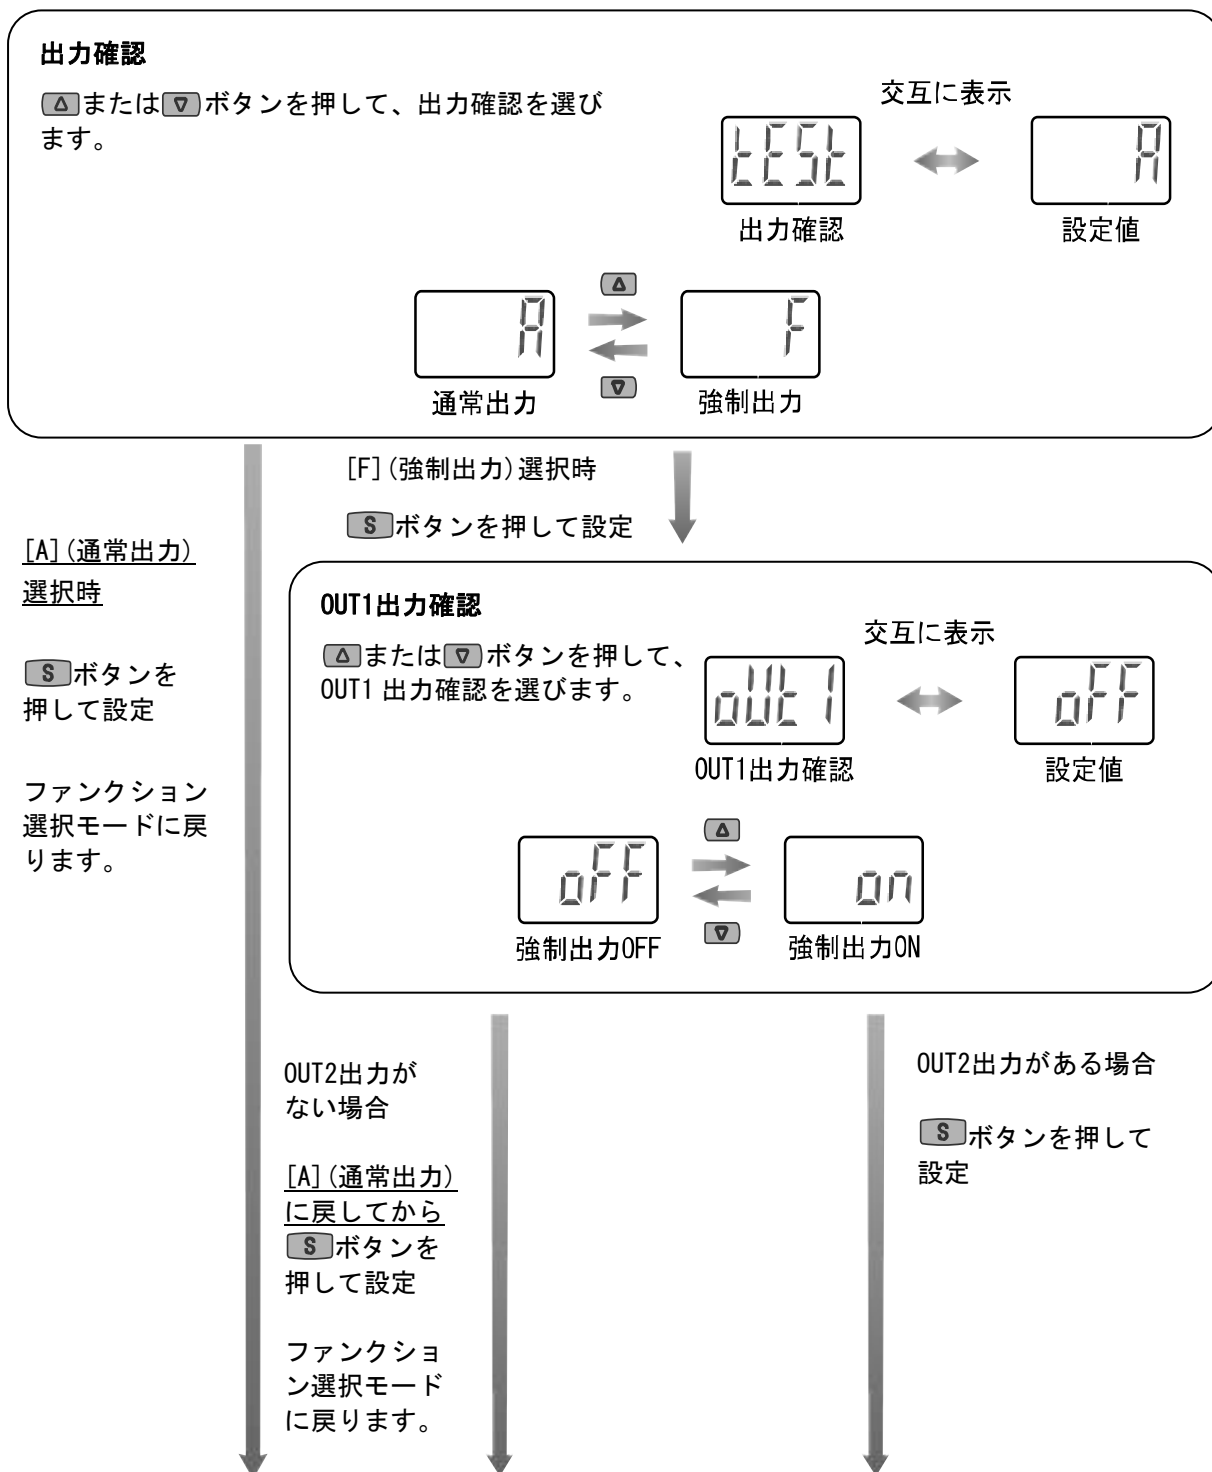 出力確認
△または▽ボタンを押して、出力確認を選び
ます。
交互に表示
tESt
A
出力確認
設定値
△
A
F
▽
通常出力
強制出力
[F](強制出力)選択時
Sボタンを押して設定
[A](通常出力)
選択時
Sボタンを
押して設定
ファンクション
選択モードに戻
ります。
OUT1出力確認
△または▽ボタンを押して、
OUT1 出力確認を選びます。
交互に表示
oUt1
oFF
OUT1出力確認
設定値
△
oFF
on
▽
強制出力OFF
強制出力ON
OUT2出力が
ない場合
[A](通常出力)
に戻してから
Sボタンを
押して設定
ファンクショ
ン選択モード
に戻ります。
OUT2出力がある場合
Sボタンを押して
設定